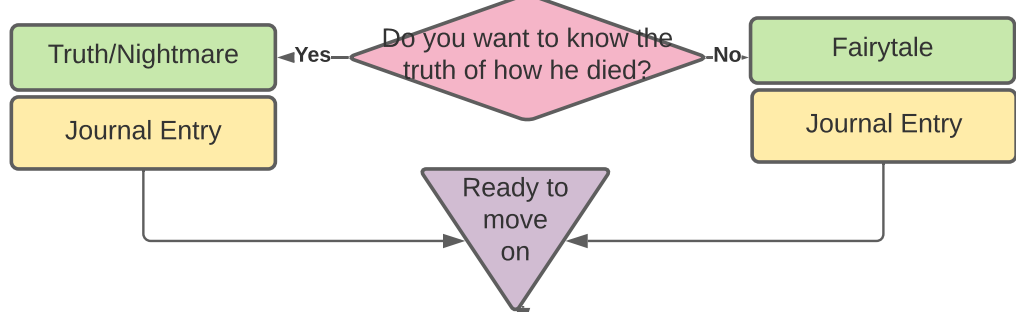 Truth/Nightmare
Yes
Do you want to know the
truth of how he died?
No
Fairytale
Journal Entry
Journal Entry
Ready to
move
on